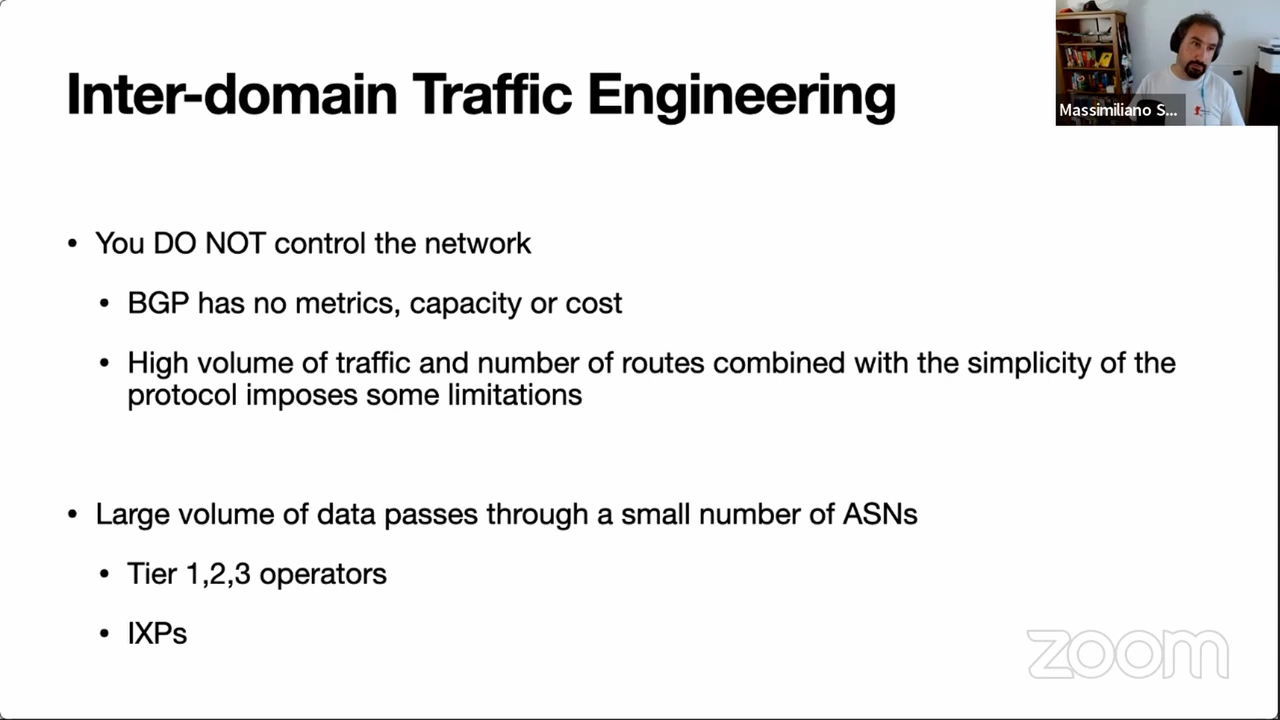 Inter-domain Traffic Engineering
Massimiliano S...
• You DO NOT control the network
• BGP has no metrics, capacity or cost
• High volume of traffic and number of routes combined with the simplicity of the
protocol imposes some limitations
• Large volume of data passes through a small number of ASNs
• Tier 1,2,3 operators
• IXPs
zoom